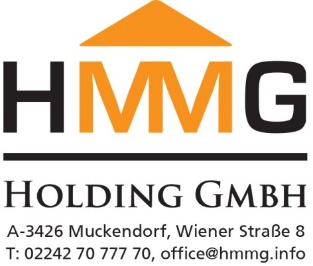 HMMG
HOLDING GMBH
A-3426 Muckendorf, Wiener Straße 8
T: 02242 70 777 70, office@hmmg.info